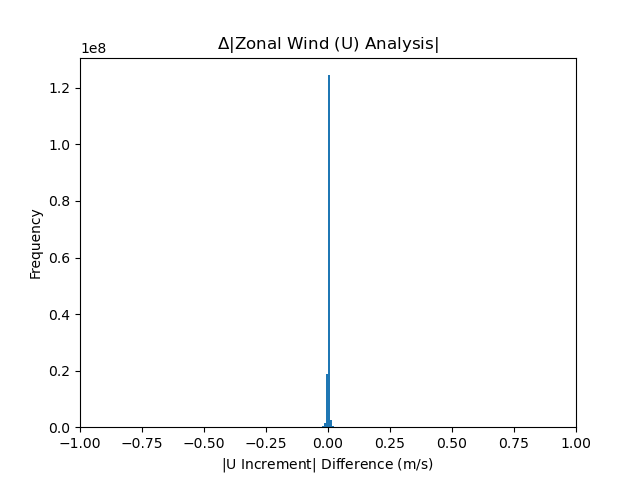 Δ|Zonal Wind (U) Analysis|
1e8
1.2
1.0
0.8
0.6
0.4
0.2
0.0
Frequency
−1.00 −0.75 −0.50 −0.25 0.00 0.25 0.50 0.75 1.00
|U Increment| Difference (m/s)